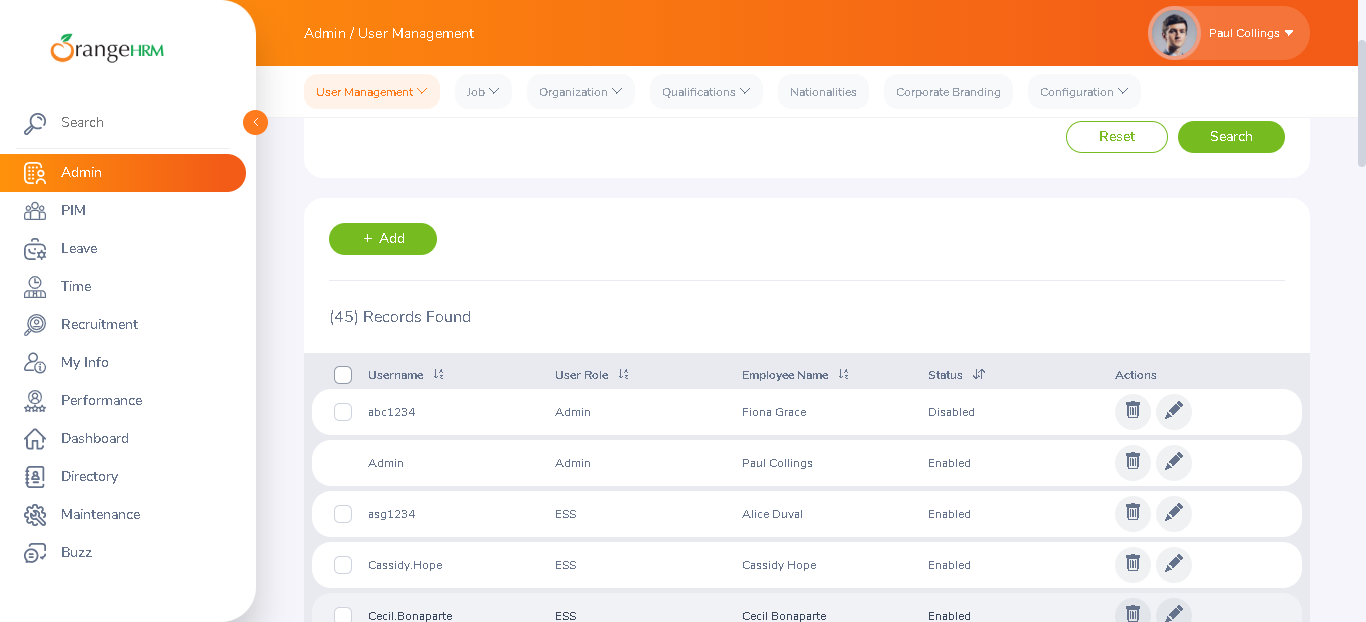 OrangeHRM
Admin / User Management
Paul Collings
User Management
Job
Organization
Qualifications
Nationalities
Corporate Branding
Configuration
Search
Admin
PIM
Leave
Time
Recruitment
My Info
Performance
Dashboard
Directory
Maintenance
Buzz
Reset
Search
+ Add
(45) Records Found
Username User Role Employee Name Status Actions
abc1234 Admin Fiona Grace Disabled
Admin Admin Paul Collings Enabled
asg1234 ESS Alice Duval Enabled
Cassidy.Hope ESS Cassidy Hope Enabled
Cecil.Bonaparte ESS Cecil Bonaparte Enabled